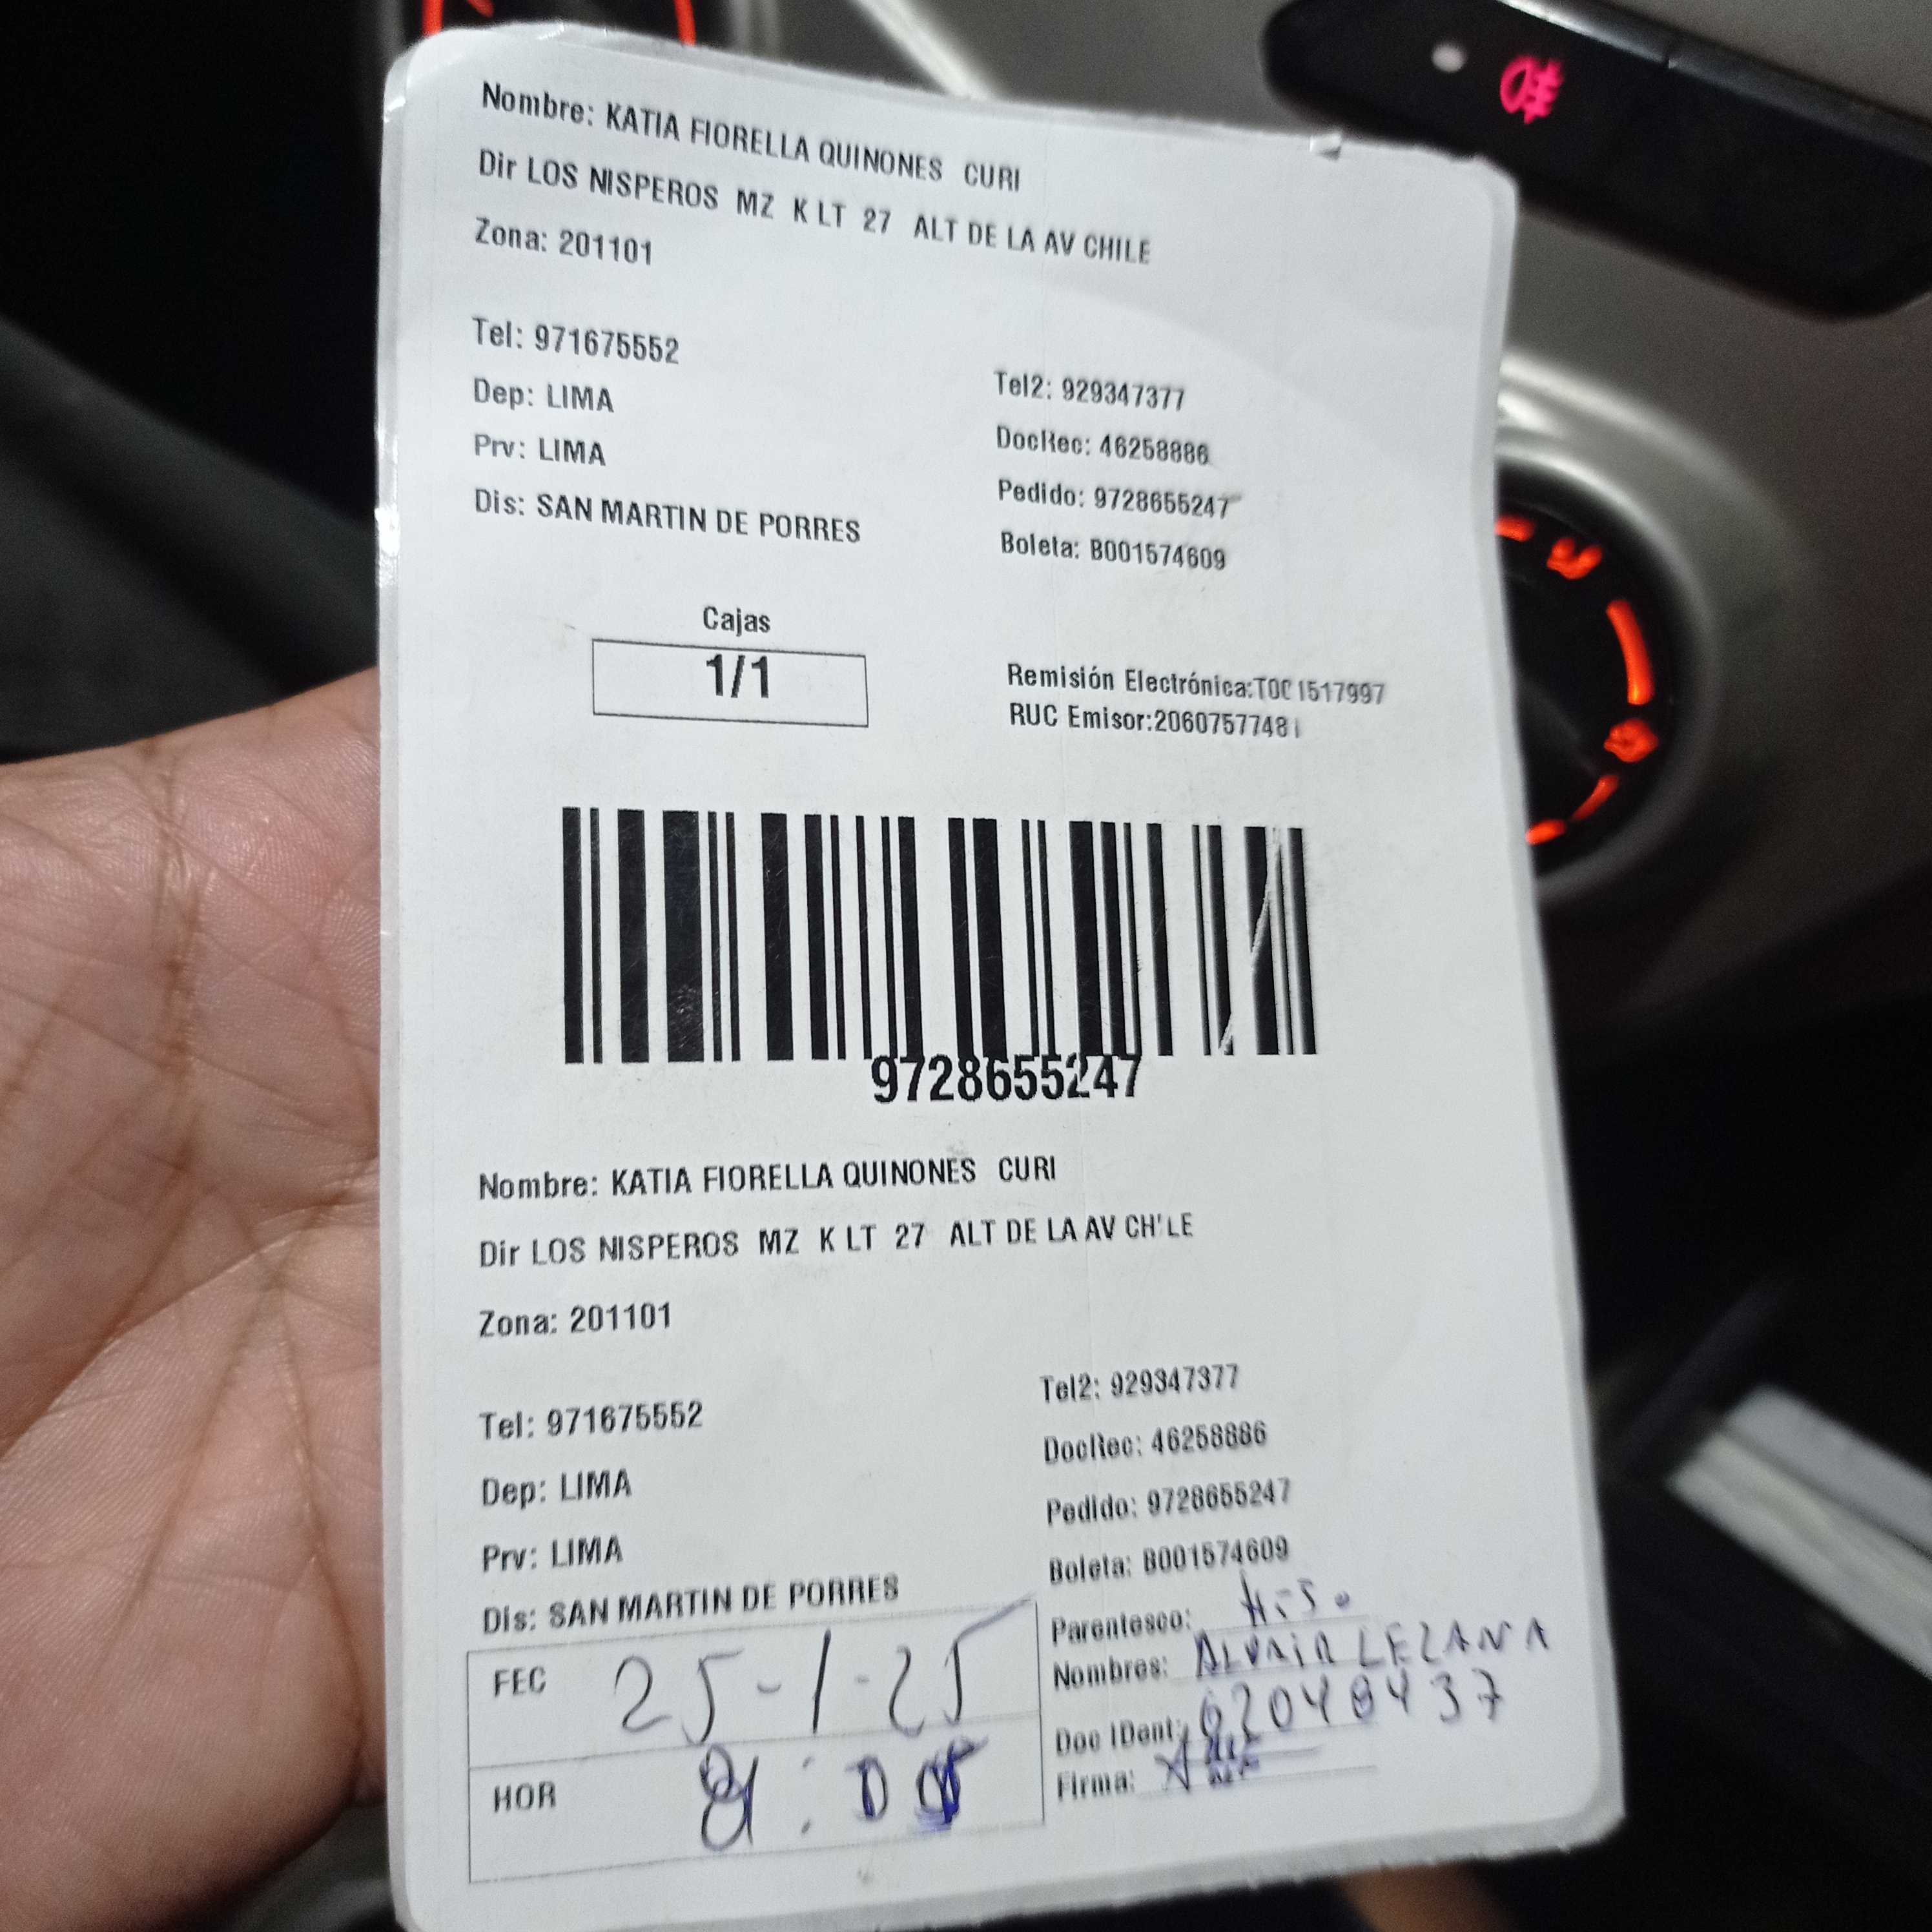 Nombre: KATIA FIORELLA QUINONES CURI
Dir LOS NISPEROS MZ K LT 27 ALT DE LA AV CHILE
Zona: 201101
Tel: 971675552
Tel2: 929347377
Dep: LIMA
DocRec: 46258886
Prv: LIMA
Pedido: 9728655247
Dis: SAN MARTIN DE PORRES
Boleta: B001574609
Cajas
1/1
Remisión Electrónica:T001517997
RUC Emisor:20607577481
9728655247
Nombre: KATIA FIORELLA QUINONES CURI
Dir LOS NISPEROS MZ K LT 27 ALT DE LA AV CHILE
Zona: 201101
Tel: 971675552
Tel2: 929347377
Dep: LIMA
DocRec: 46258886
Prv: LIMA
Pedido: 9728655247
Dis: SAN MARTIN DE PORRES
Boleta: B001574609
Parentesco:
FEC 25-1-25
Nombres: LEZANA
Doc IDent:
HOR
Firma: